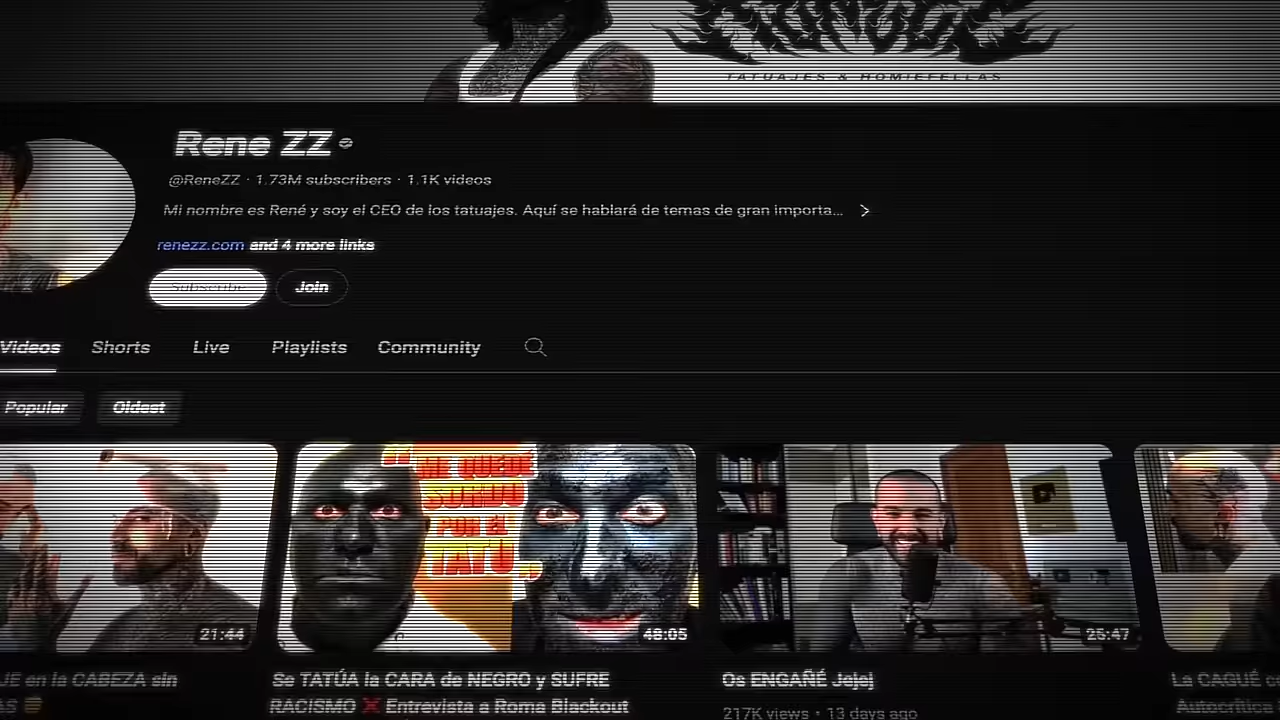 TATUAJES & HOMIEFELLAS
Rene ZZ
@ReneZZ · 1.73M subscribers · 1.1K videos
Mi nombre es René y soy el CEO de los tatuajes. Aquí se hablará de temas de gran importa...
renezz.com and 4 more links
Subscribe Join
Videos Shorts Live Playlists Community
Popular Oldest
ME QUEDÉ
SORDO
POR EL
TATÚ
21:44 48:05 25:47
JE en la CABEZA sin
Se TATÚA la CARA de NEGRO y SUFRE
RACISMO ❌ Entrevista a Roma Blackout
Os ENGAÑÉ Jejej
217K views · 13 days ago
La CAGUÉ co
Autocrítica